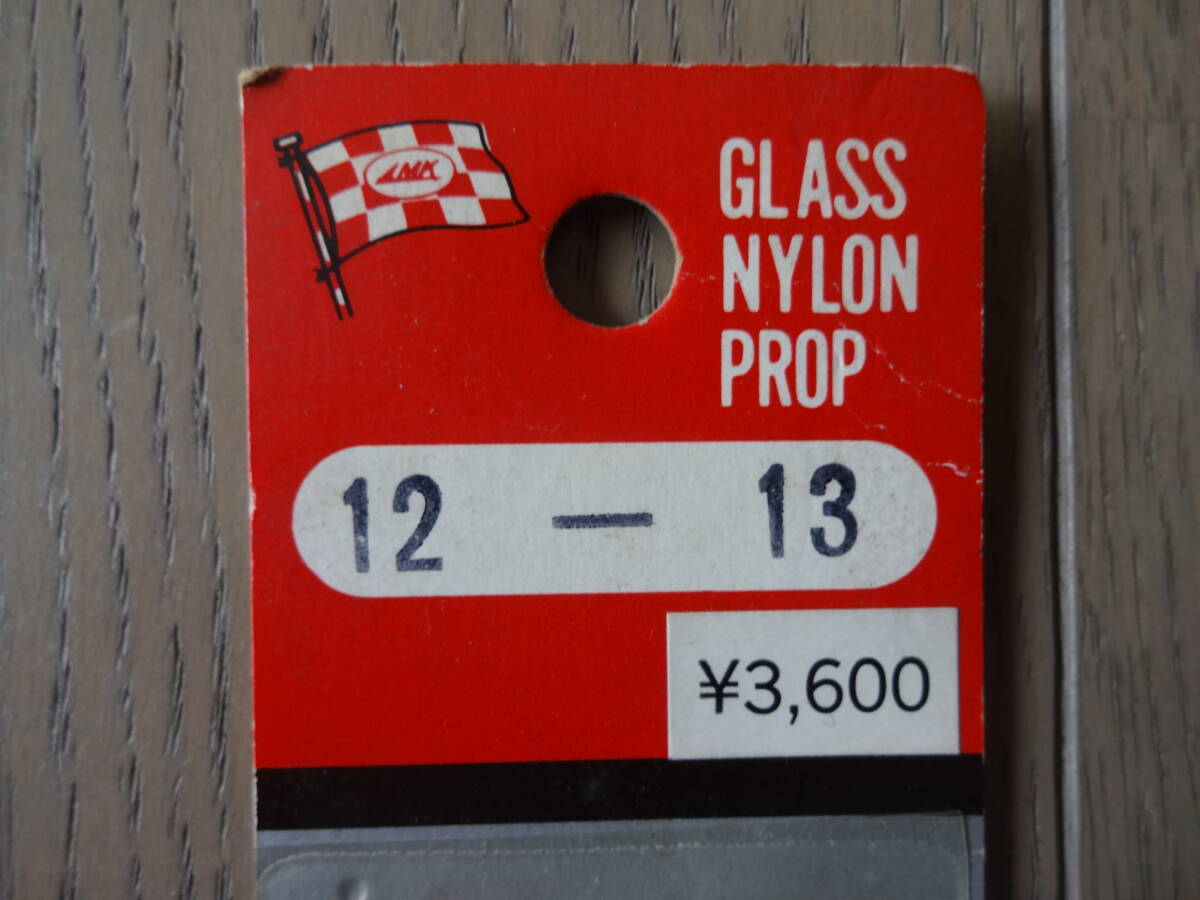 GLASS
NYLON
PROP
12 — 13
¥3,600